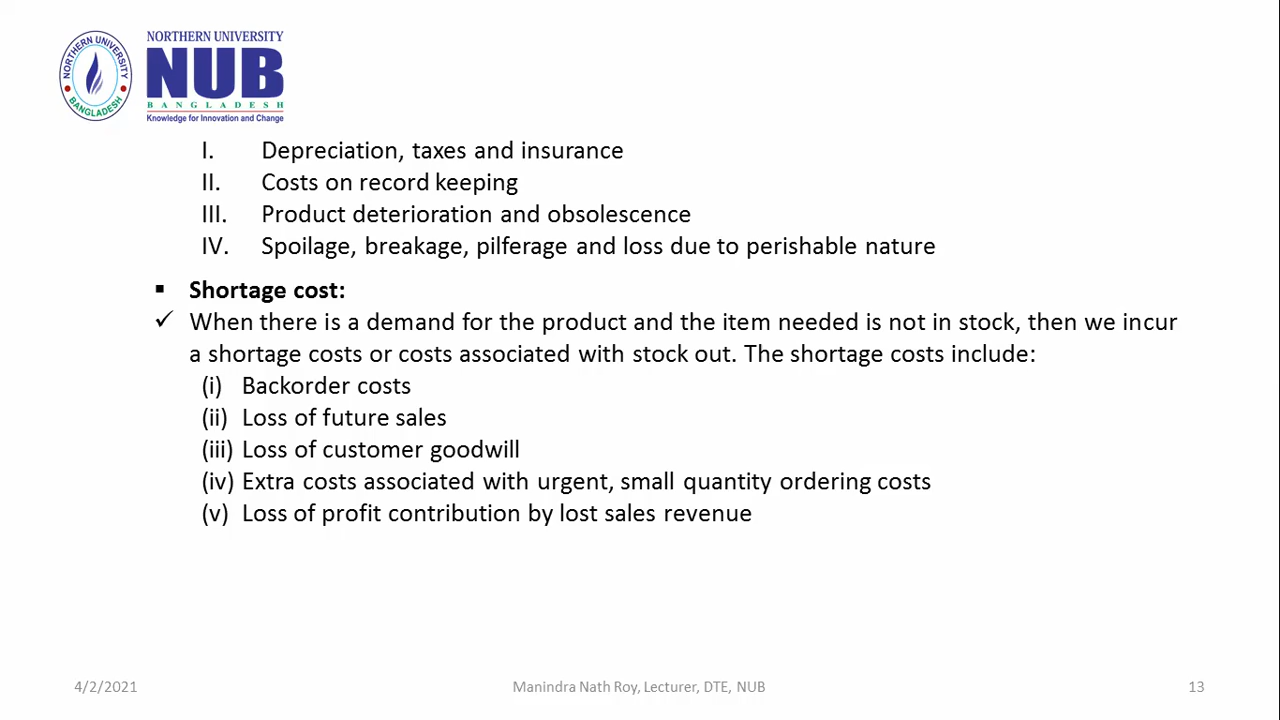 NORTHERN UNIVERSITY BANGLADESH
NORTHERN UNIVERSITY
NUB
BANGLADESH
Knowledge for Innovation and Change
I. Depreciation, taxes and insurance
II. Costs on record keeping
III. Product deterioration and obsolescence
IV. Spoilage, breakage, pilferage and loss due to perishable nature
▪ Shortage cost:
✓ When there is a demand for the product and the item needed is not in stock, then we incur
a shortage costs or costs associated with stock out. The shortage costs include:
(i) Backorder costs
(ii) Loss of future sales
(iii) Loss of customer goodwill
(iv) Extra costs associated with urgent, small quantity ordering costs
(v) Loss of profit contribution by lost sales revenue
4/2/2021 Manindra Nath Roy, Lecturer, DTE, NUB 13